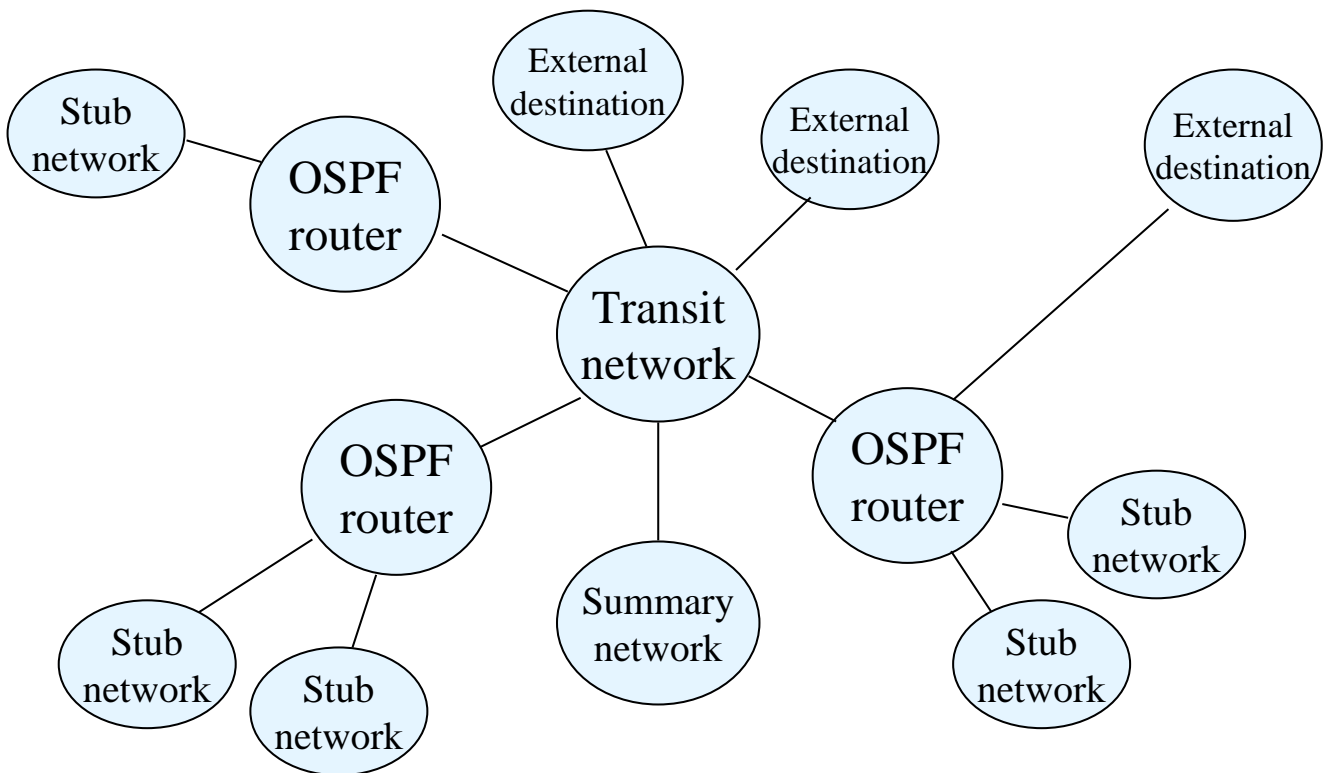 External
destination
Stub
network
External
destination
External
destination
OSPF
router
Transit
network
OSPF
router
OSPF
router
Stub
network
Summary
network
Stub
network
Stub
network
Stub
network